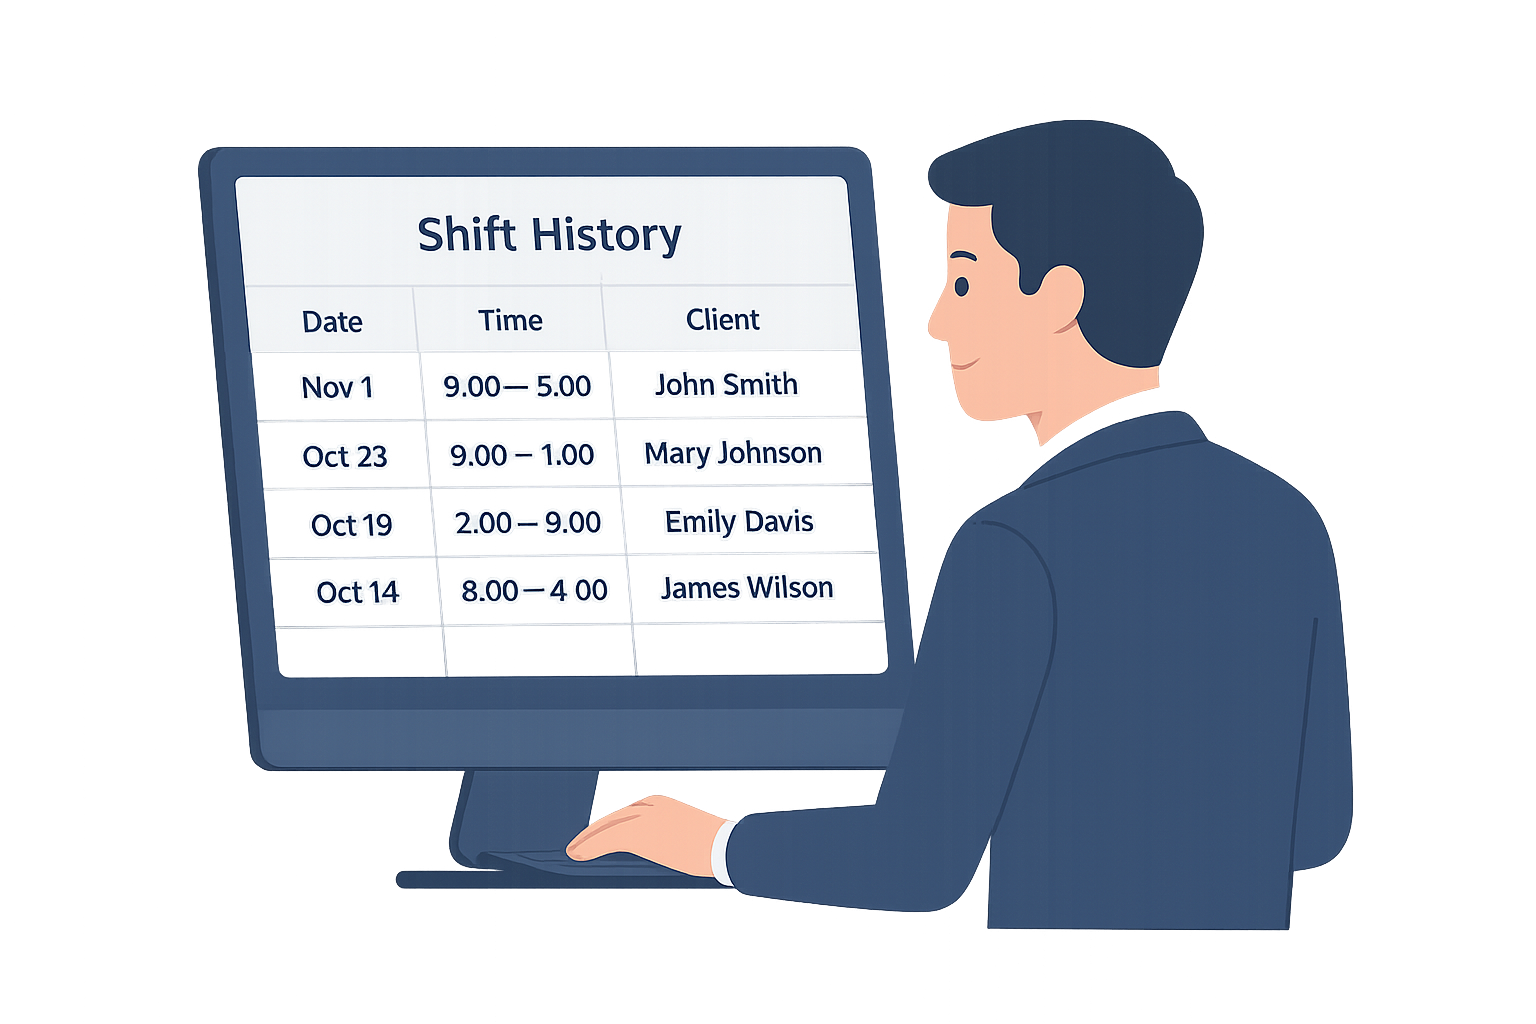 Shift History
Date Time Client
Nov 1 9.00— 5.00 John Smith
Oct 23 9.00 – 1.00 Mary Johnson
Oct 19 2.00 – 9.00 Emily Davis
Oct 14 8.00 – 4 00 James Wilson